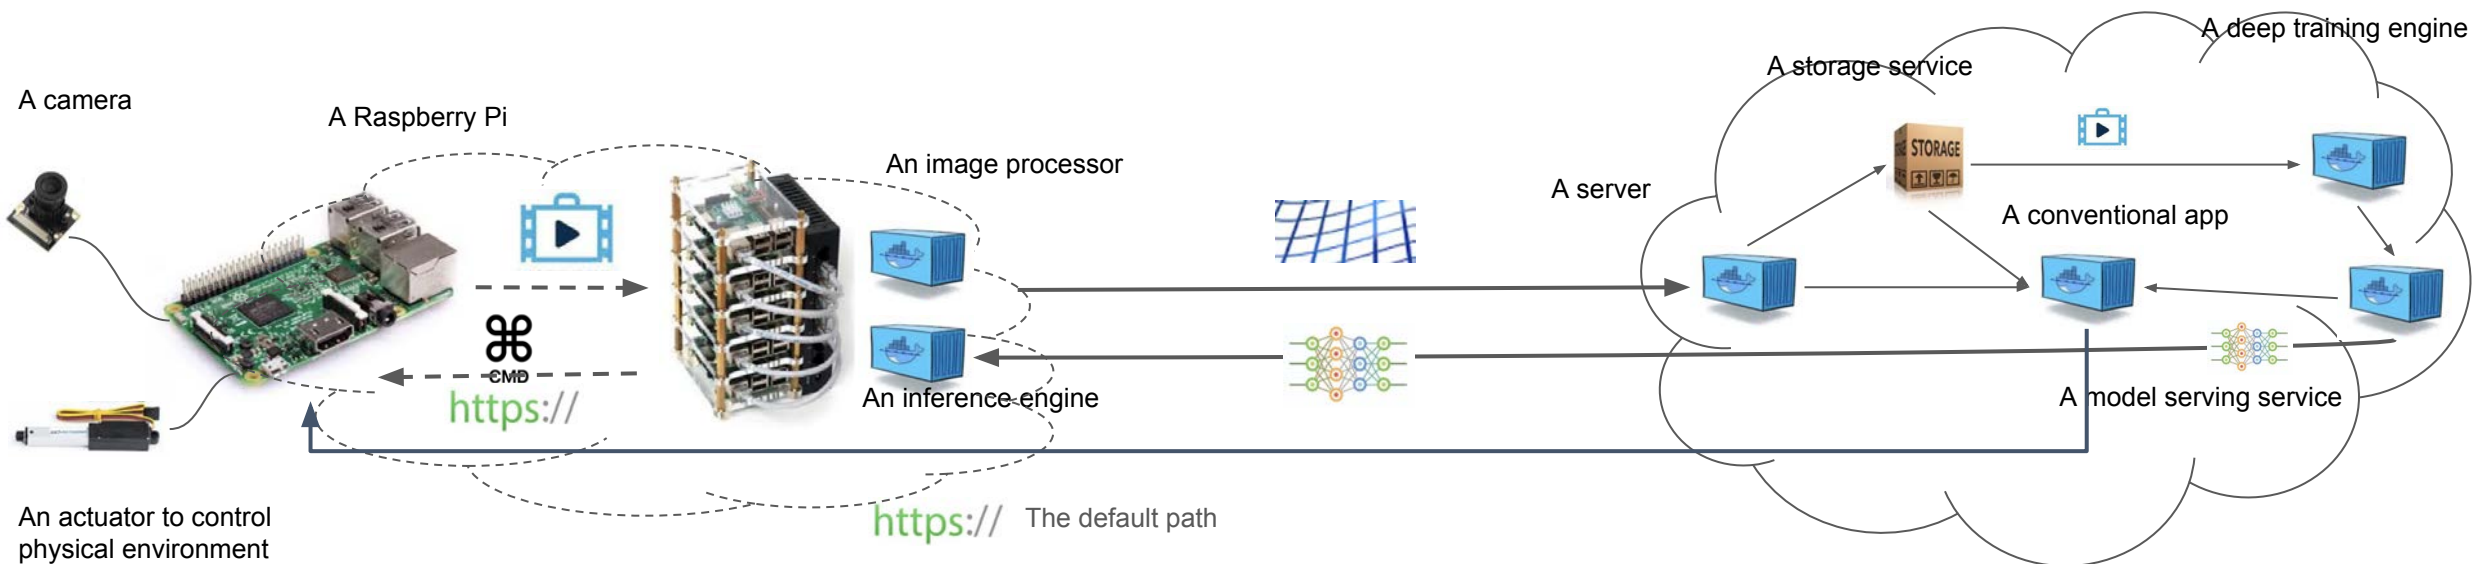 A deep training engine
A storage service
A camera
A Raspberry Pi
STORAGE
An image processor
A server
A conventional app
CMD
https://
An inference engine
A model serving service
An actuator to control
physical environment
https://
The default path